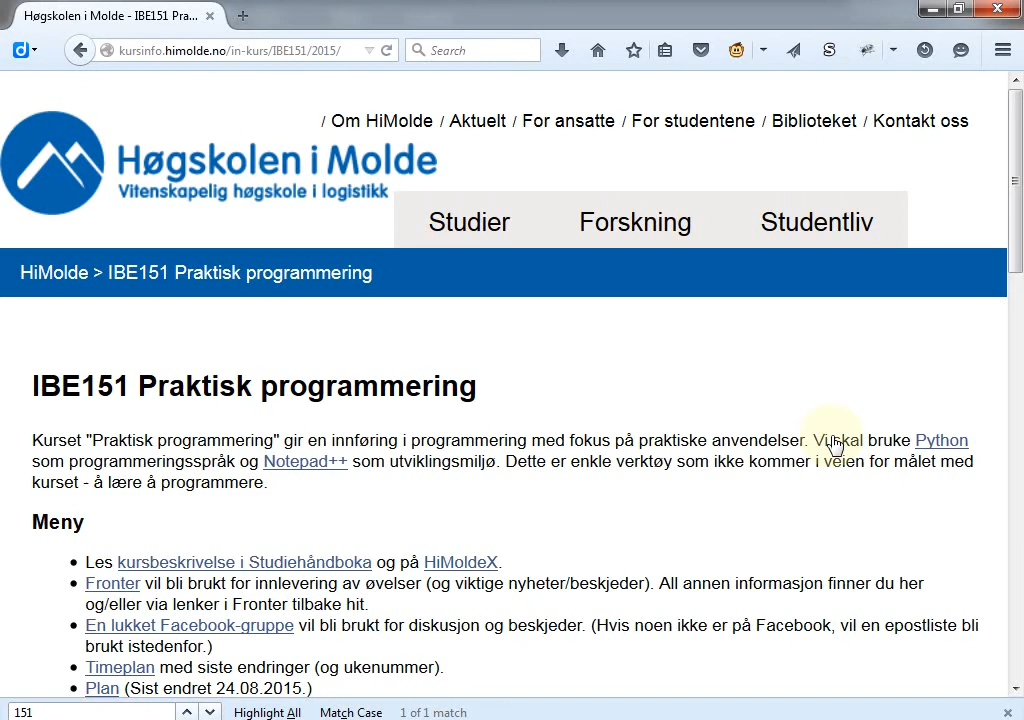 Høgskolen i Molde - IBE151 Pra...
kursinfo.himolde.no/in-kurs/IBE151/2015/
Search
/ Om HiMolde / Aktuelt / For ansatte / For studentene / Biblioteket / Kontakt oss
Høgskolen i Molde
Vitenskapelig høgskole i logistikk
Studier Forskning Studentliv
HiMolde > IBE151 Praktisk programmering
IBE151 Praktisk programmering
Kurset "Praktisk programmering" gir en innføring i programmering med fokus på praktiske anvendelser. Vi skal bruke Python
som programmeringsspråk og Notepad++ som utviklingsmiljø. Dette er enkle verktøy som ikke kommer i veien for målet med
kurset - å lære å programmere.
Meny
• Les kursbeskrivelse i Studiehåndboka og på HiMoldeX.
• Fronter vil bli brukt for innlevering av øvelser (og viktige nyheter/beskjeder). All annen informasjon finner du her
og/eller via lenker i Fronter tilbake hit.
• En lukket Facebook-gruppe vil bli brukt for diskusjon og beskjeder. (Hvis noen ikke er på Facebook, vil en epostliste bli
brukt istedenfor.)
• Timeplan med siste endringer (og ukenummer).
• Plan (Sist endret 24.08.2015.)
151 Highlight All Match Case 1 of 1 match